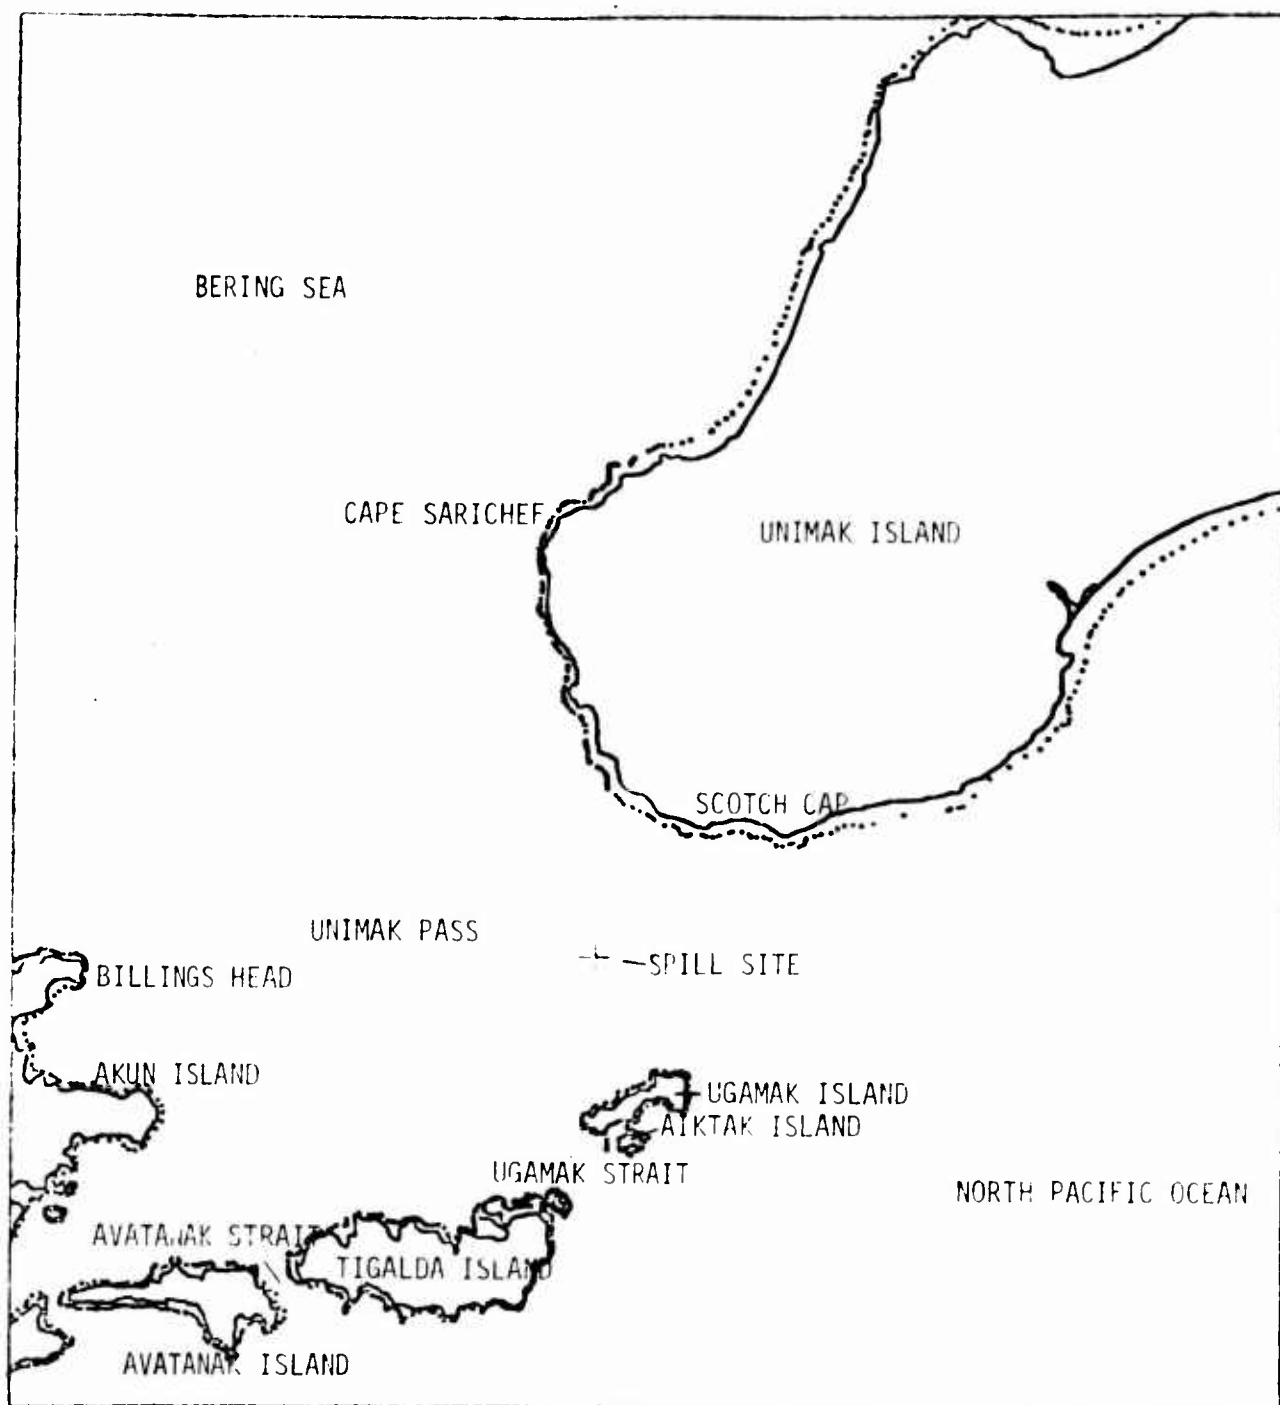 BERING SEA
CAPE SARICHEF
UNIMAK ISLAND
SCOTCH CAP
UNIMAK PASS
SPILL SITE
BILLINGS HEAD
AKUN ISLAND
UGAMAK ISLAND
AIKTAK ISLAND
UGAMAK STRAIT
NORTH PACIFIC OCEAN
AVATANAK STRAIT
TIGALDA ISLAND
AVATANAK ISLAND